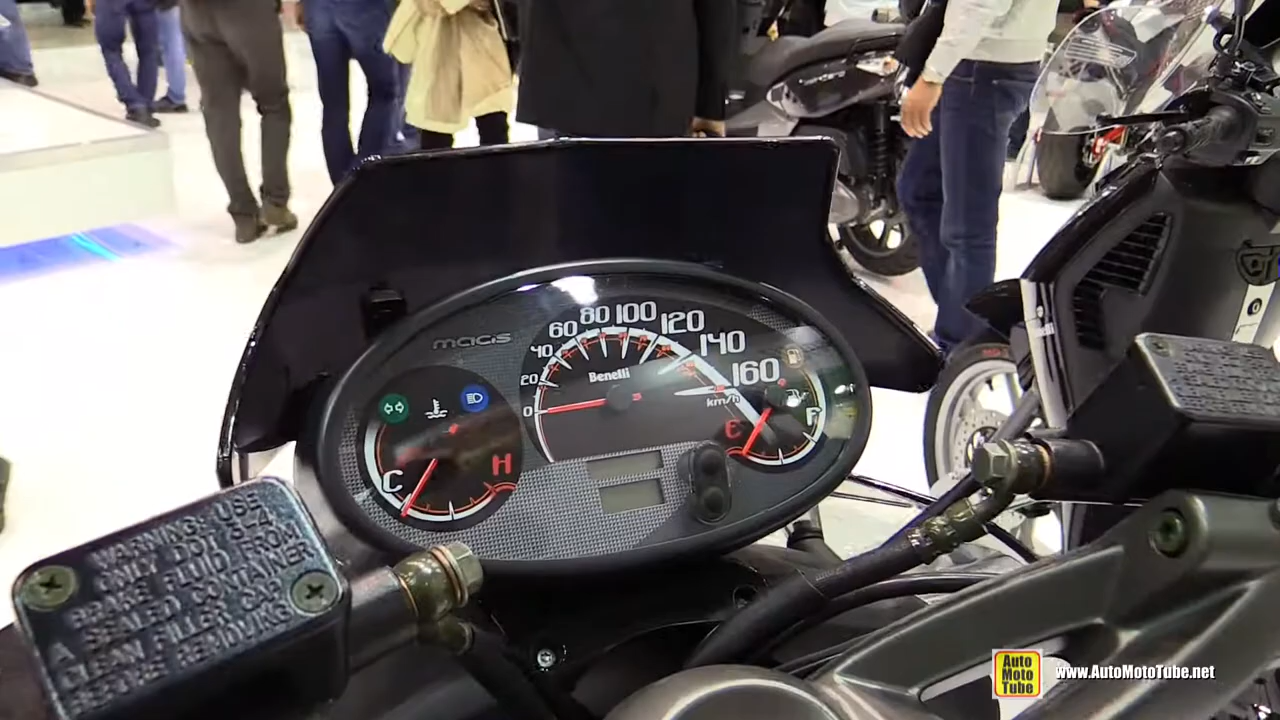 macis
0
20
40
60
80
100
120
140
160
km/h
Benelli
C
H
E
F
WARNING: USE
ONLY DOT 3.4
BRAKE FLUID FROM
A SEALED CONTAINER
CLEAN FILLER CAP
BEFORE REMOVING
Auto
Moto
Tube
www.AutoMotoTube.net